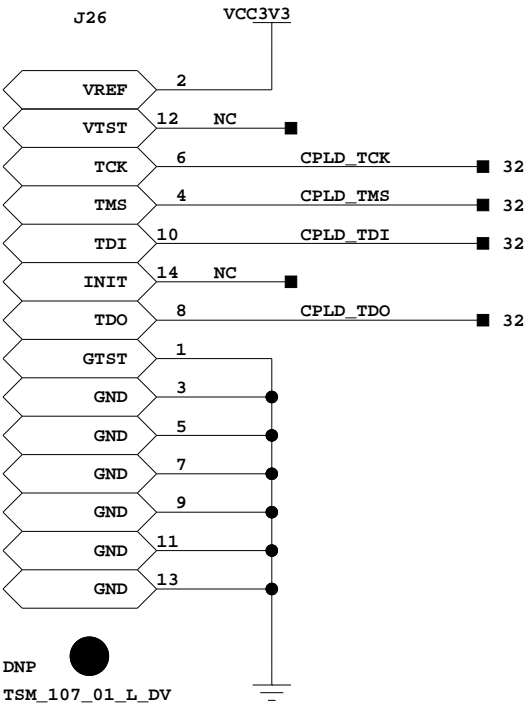 J26 VCC3V3
VREF 2
VTST 12 NC
TCK 6 CPLD_TCK 32
TMS 4 CPLD_TMS 32
TDI 10 CPLD_TDI 32
INIT 14 NC
TDO 8 CPLD_TDO 32
GTST 1
GND 3
GND 5
GND 7
GND 9
GND 11
GND 13
DNP
TSM_107_01_L_DV